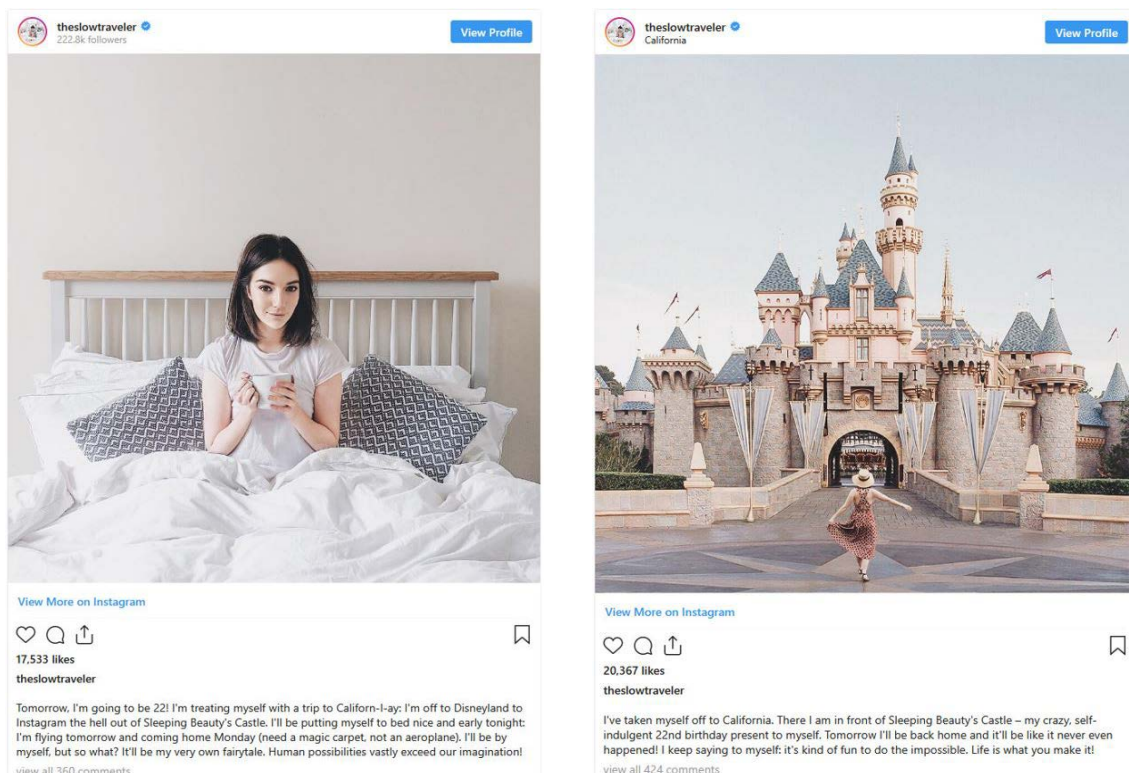 theslowtraveler
222.8k followers
View Profile
View More on Instagram
17,533 likes
theslowtraveler
Tomorrow, I'm going to be 22! I'm treating myself with a trip to Californ-I-ay: I'm off to Disneyland to
Instagram the hell out of Sleeping Beauty's Castle. I'll be putting myself to bed nice and early tonight:
I'm flying tomorrow and coming home Monday (need a magic carpet, not an aeroplane). I'll be by
myself, but so what? It'll be my very own fairytale. Human possibilities vastly exceed our imagination!
view all 360 comments
theslowtraveler
California
View Profile
View More on Instagram
20,367 likes
theslowtraveler
I've taken myself off to California. There I am in front of Sleeping Beauty's Castle – my crazy, self-
indulgent 22nd birthday present to myself. Tomorrow I'll be back home and it'll be like it never even
happened! I keep saying to myself: it's kind of fun to do the impossible. Life is what you make it!
view all 424 comments